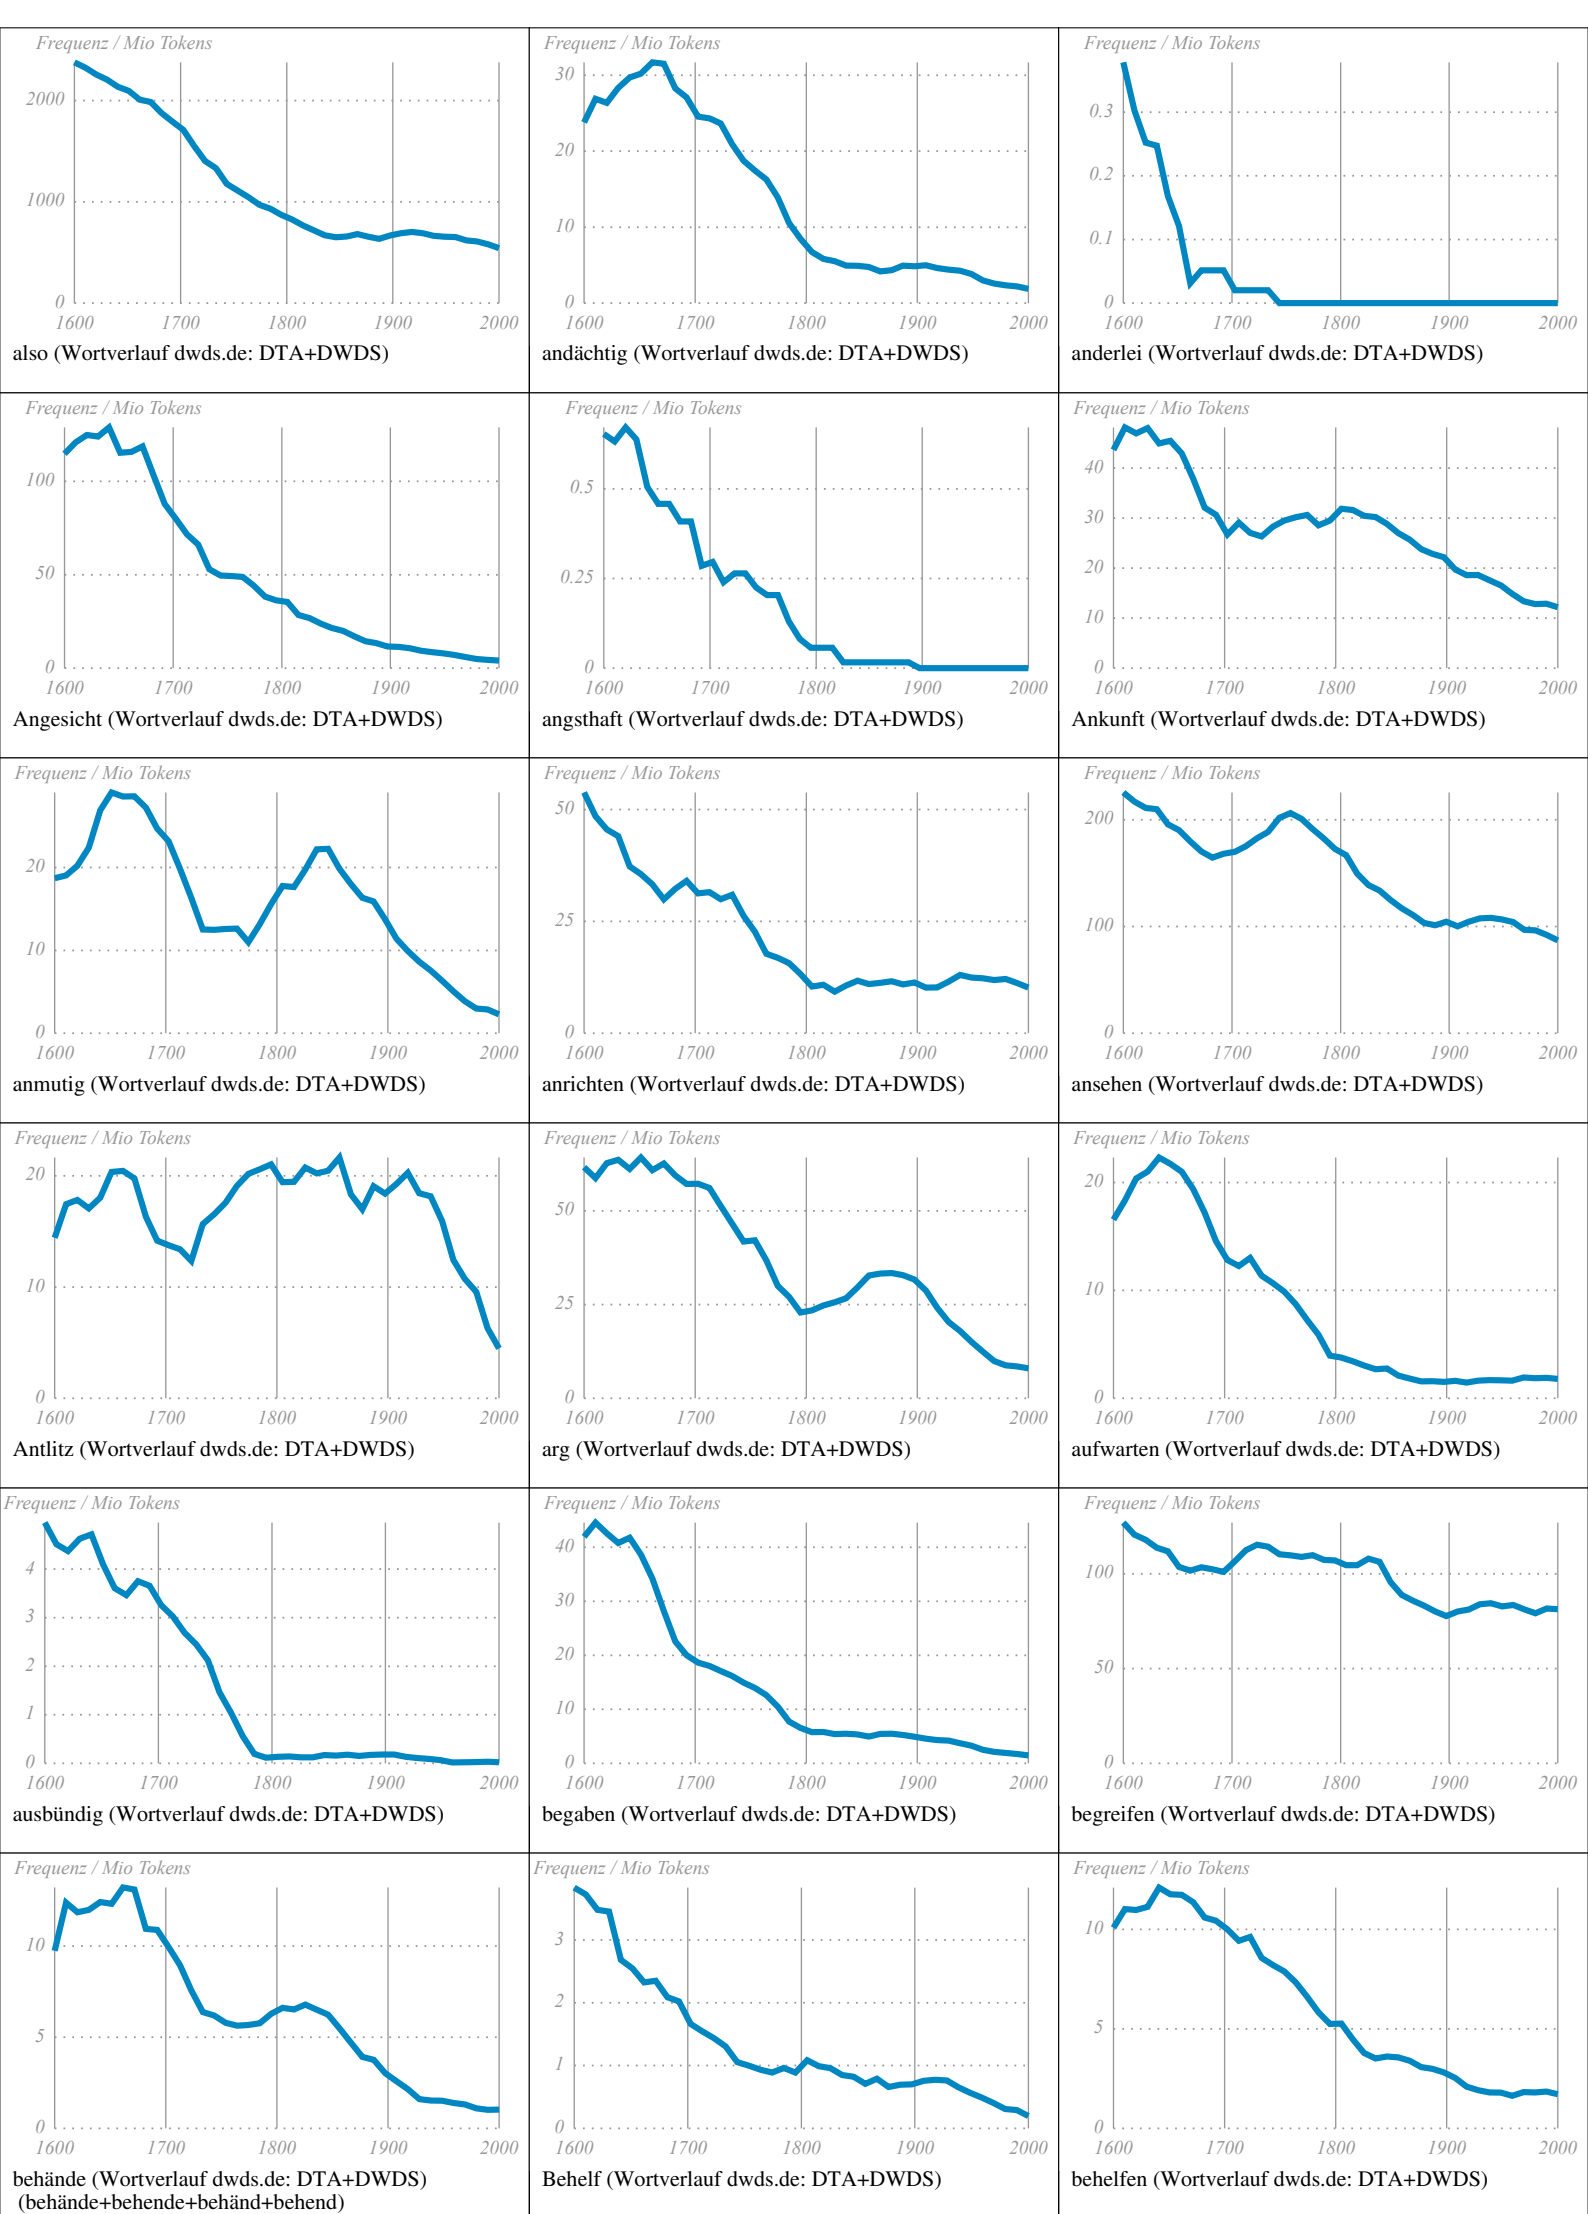 Frequenz / Mio Tokens
2000
1000
0
1600 1700 1800 1900 2000
also (Wortverlauf dwds.de: DTA+DWDS)
Frequenz / Mio Tokens
30
20
10
0
1600 1700 1800 1900 2000
andächtig (Wortverlauf dwds.de: DTA+DWDS)
Frequenz / Mio Tokens
0.3
0.2
0.1
0
1600 1700 1800 1900 2000
anderlei (Wortverlauf dwds.de: DTA+DWDS)
Frequenz / Mio Tokens
100
50
0
1600 1700 1800 1900 2000
Angesicht (Wortverlauf dwds.de: DTA+DWDS)
Frequenz / Mio Tokens
0.5
0.25
0
1600 1700 1800 1900 2000
angsthaft (Wortverlauf dwds.de: DTA+DWDS)
Frequenz / Mio Tokens
40
30
20
10
0
1600 1700 1800 1900 2000
Ankunft (Wortverlauf dwds.de: DTA+DWDS)
Frequenz / Mio Tokens
20
10
0
1600 1700 1800 1900 2000
anmutig (Wortverlauf dwds.de: DTA+DWDS)
Frequenz / Mio Tokens
50
25
0
1600 1700 1800 1900 2000
anrichten (Wortverlauf dwds.de: DTA+DWDS)
Frequenz / Mio Tokens
200
100
0
1600 1700 1800 1900 2000
ansehen (Wortverlauf dwds.de: DTA+DWDS)
Frequenz / Mio Tokens
20
10
0
1600 1700 1800 1900 2000
Antlitz (Wortverlauf dwds.de: DTA+DWDS)
Frequenz / Mio Tokens
50
25
0
1600 1700 1800 1900 2000
arg (Wortverlauf dwds.de: DTA+DWDS)
Frequenz / Mio Tokens
20
10
0
1600 1700 1800 1900 2000
aufwarten (Wortverlauf dwds.de: DTA+DWDS)
Frequenz / Mio Tokens
4
3
2
1
0
1600 1700 1800 1900 2000
ausbündig (Wortverlauf dwds.de: DTA+DWDS)
Frequenz / Mio Tokens
40
30
20
10
0
1600 1700 1800 1900 2000
begaben (Wortverlauf dwds.de: DTA+DWDS)
Frequenz / Mio Tokens
100
50
0
1600 1700 1800 1900 2000
begreifen (Wortverlauf dwds.de: DTA+DWDS)
Frequenz / Mio Tokens
10
5
0
1600 1700 1800 1900 2000
behände (Wortverlauf dwds.de: DTA+DWDS)
(behände+behende+behänd+behend)
Frequenz / Mio Tokens
3
2
1
0
1600 1700 1800 1900 2000
Behelf (Wortverlauf dwds.de: DTA+DWDS)
Frequenz / Mio Tokens
10
5
0
1600 1700 1800 1900 2000
behelfen (Wortverlauf dwds.de: DTA+DWDS)